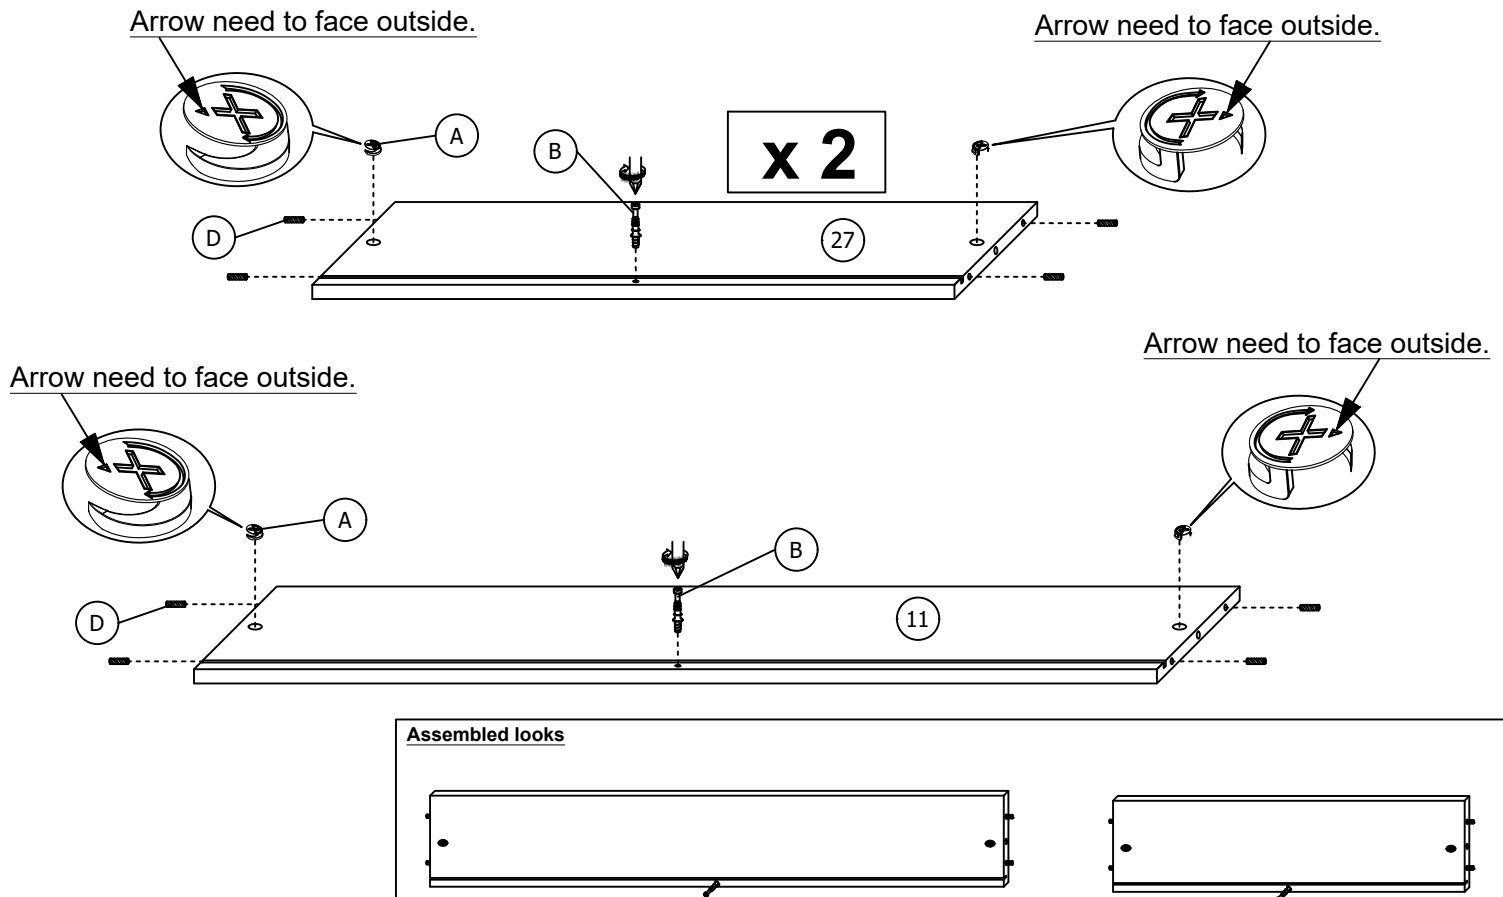 Arrow need to face outside.
Arrow need to face outside.
A
B
x 2
D
27
Arrow need to face outside.
Arrow need to face outside.
A
B
D
11
Assembled looks